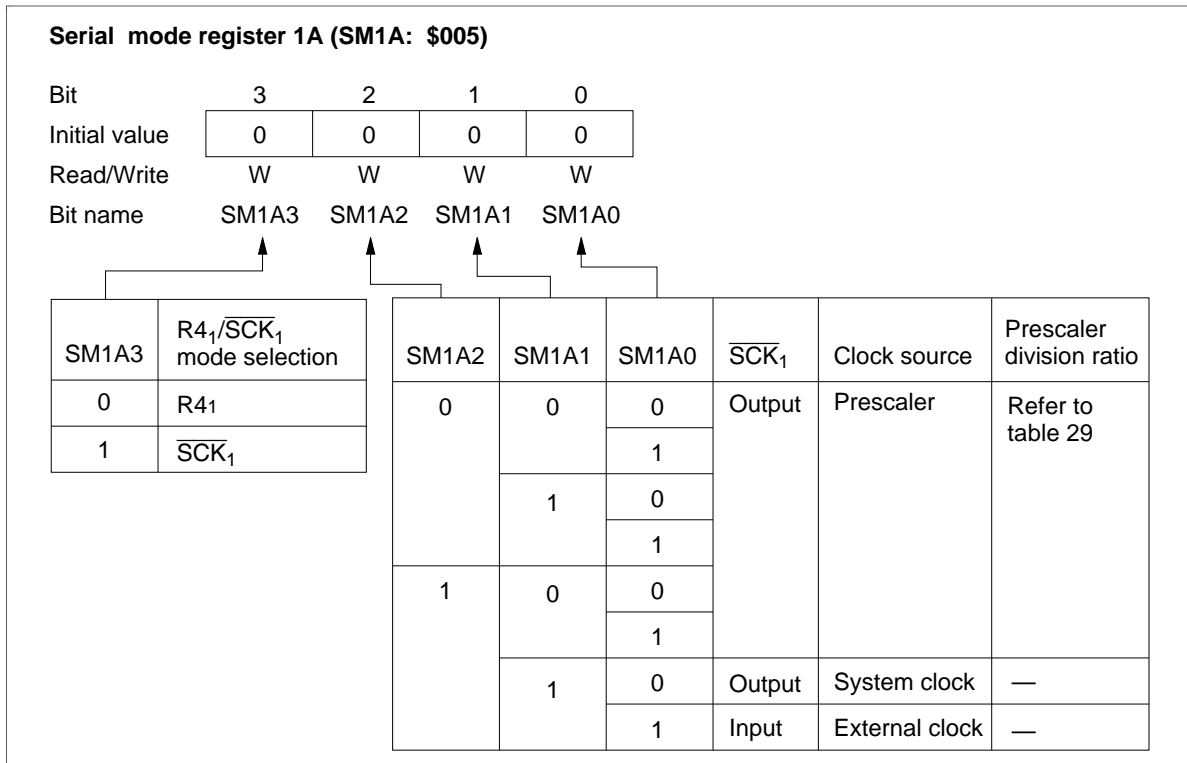 Serial mode register 1A (SM1A: $005)
Bit 3 2 1 0
Initial value 0 0 0 0
Read/Write W W W W
Bit name SM1A3 SM1A2 SM1A1 SM1A0
SM1A3 R4₁/S̅C̅K̅₁ mode selection
0 R4₁
1 S̅C̅K̅₁
SM1A2 SM1A1 SM1A0 S̅C̅K̅₁ Clock source Prescaler division ratio
0 0 0 Output Prescaler Refer to table 29
1
1 0
1
1 0 0
1
1 0 Output System clock —
1 Input External clock —